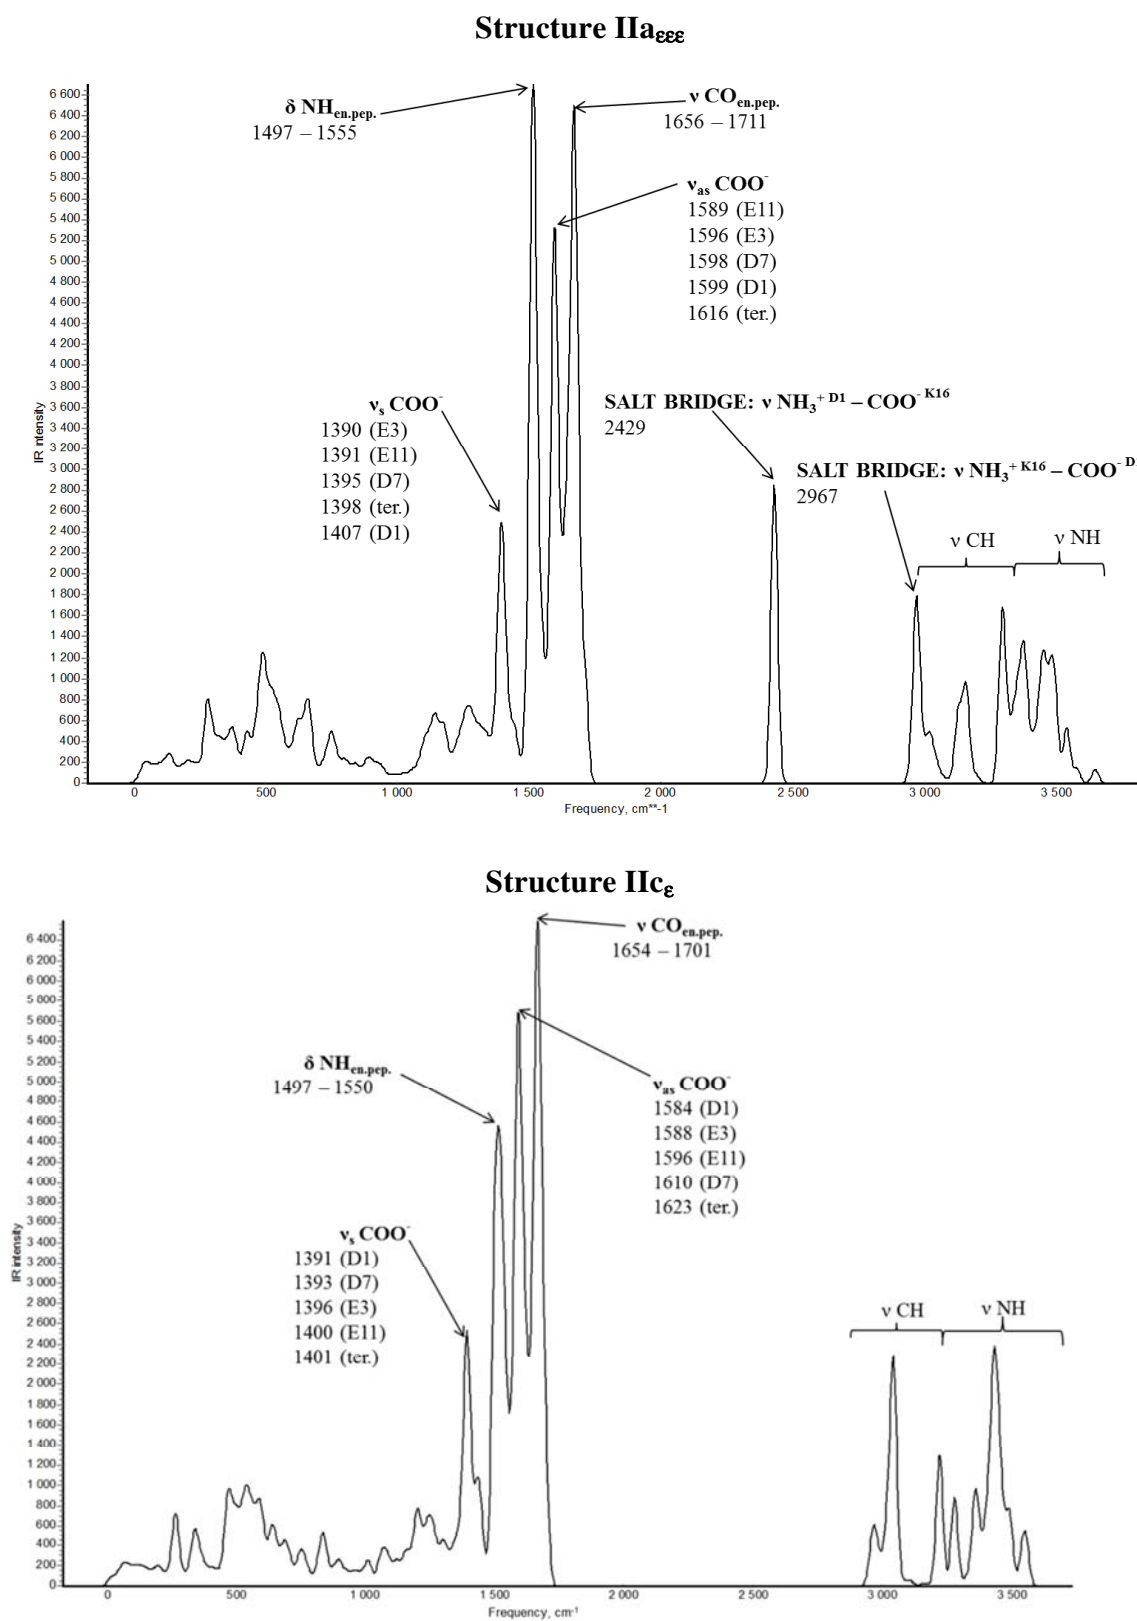 Structure IIaεεε
δ NHen.pep.
1497 – 1555
ν COen.pep.
1656 – 1711
νas COO-
1589 (E11)
1596 (E3)
1598 (D7)
1599 (D1)
1616 (ter.)
νs COO-
1390 (E3)
1391 (E11)
1395 (D7)
1398 (ter.)
1407 (D1)
SALT BRIDGE: ν NH3+ D1 – COO- K16
2429
SALT BRIDGE: ν NH3+ K16 – COO- D1
2967
ν CH
ν NH
IR intensity
6 600
6 400
6 200
6 000
5 800
5 600
5 400
5 200
5 000
4 800
4 600
4 400
4 200
4 000
3 800
3 600
3 400
3 200
3 000
2 800
2 600
2 400
2 200
2 000
1 800
1 600
1 400
1 200
1 000
800
600
400
200
0
0 500 1 000 1 500 2 000 2 500 3 000 3 500
Frequency, cm**-1
Structure IIcε
ν COen.pep.
1654 – 1701
δ NHen.pep.
1497 – 1550
νas COO-
1584 (D1)
1588 (E3)
1596 (E11)
1610 (D7)
1623 (ter.)
νs COO-
1391 (D1)
1393 (D7)
1396 (E3)
1400 (E11)
1401 (ter.)
ν CH
ν NH
IR intensity
6 400
6 200
6 000
5 800
5 600
5 400
5 200
5 000
4 800
4 600
4 400
4 200
4 000
3 800
3 600
3 400
3 200
3 000
2 800
2 600
2 400
2 200
2 000
1 800
1 600
1 400
1 200
1 000
800
600
400
200
0
0 500 1 000 1 500 2 000 2 500 3 000 3 500
Frequency, cm-1